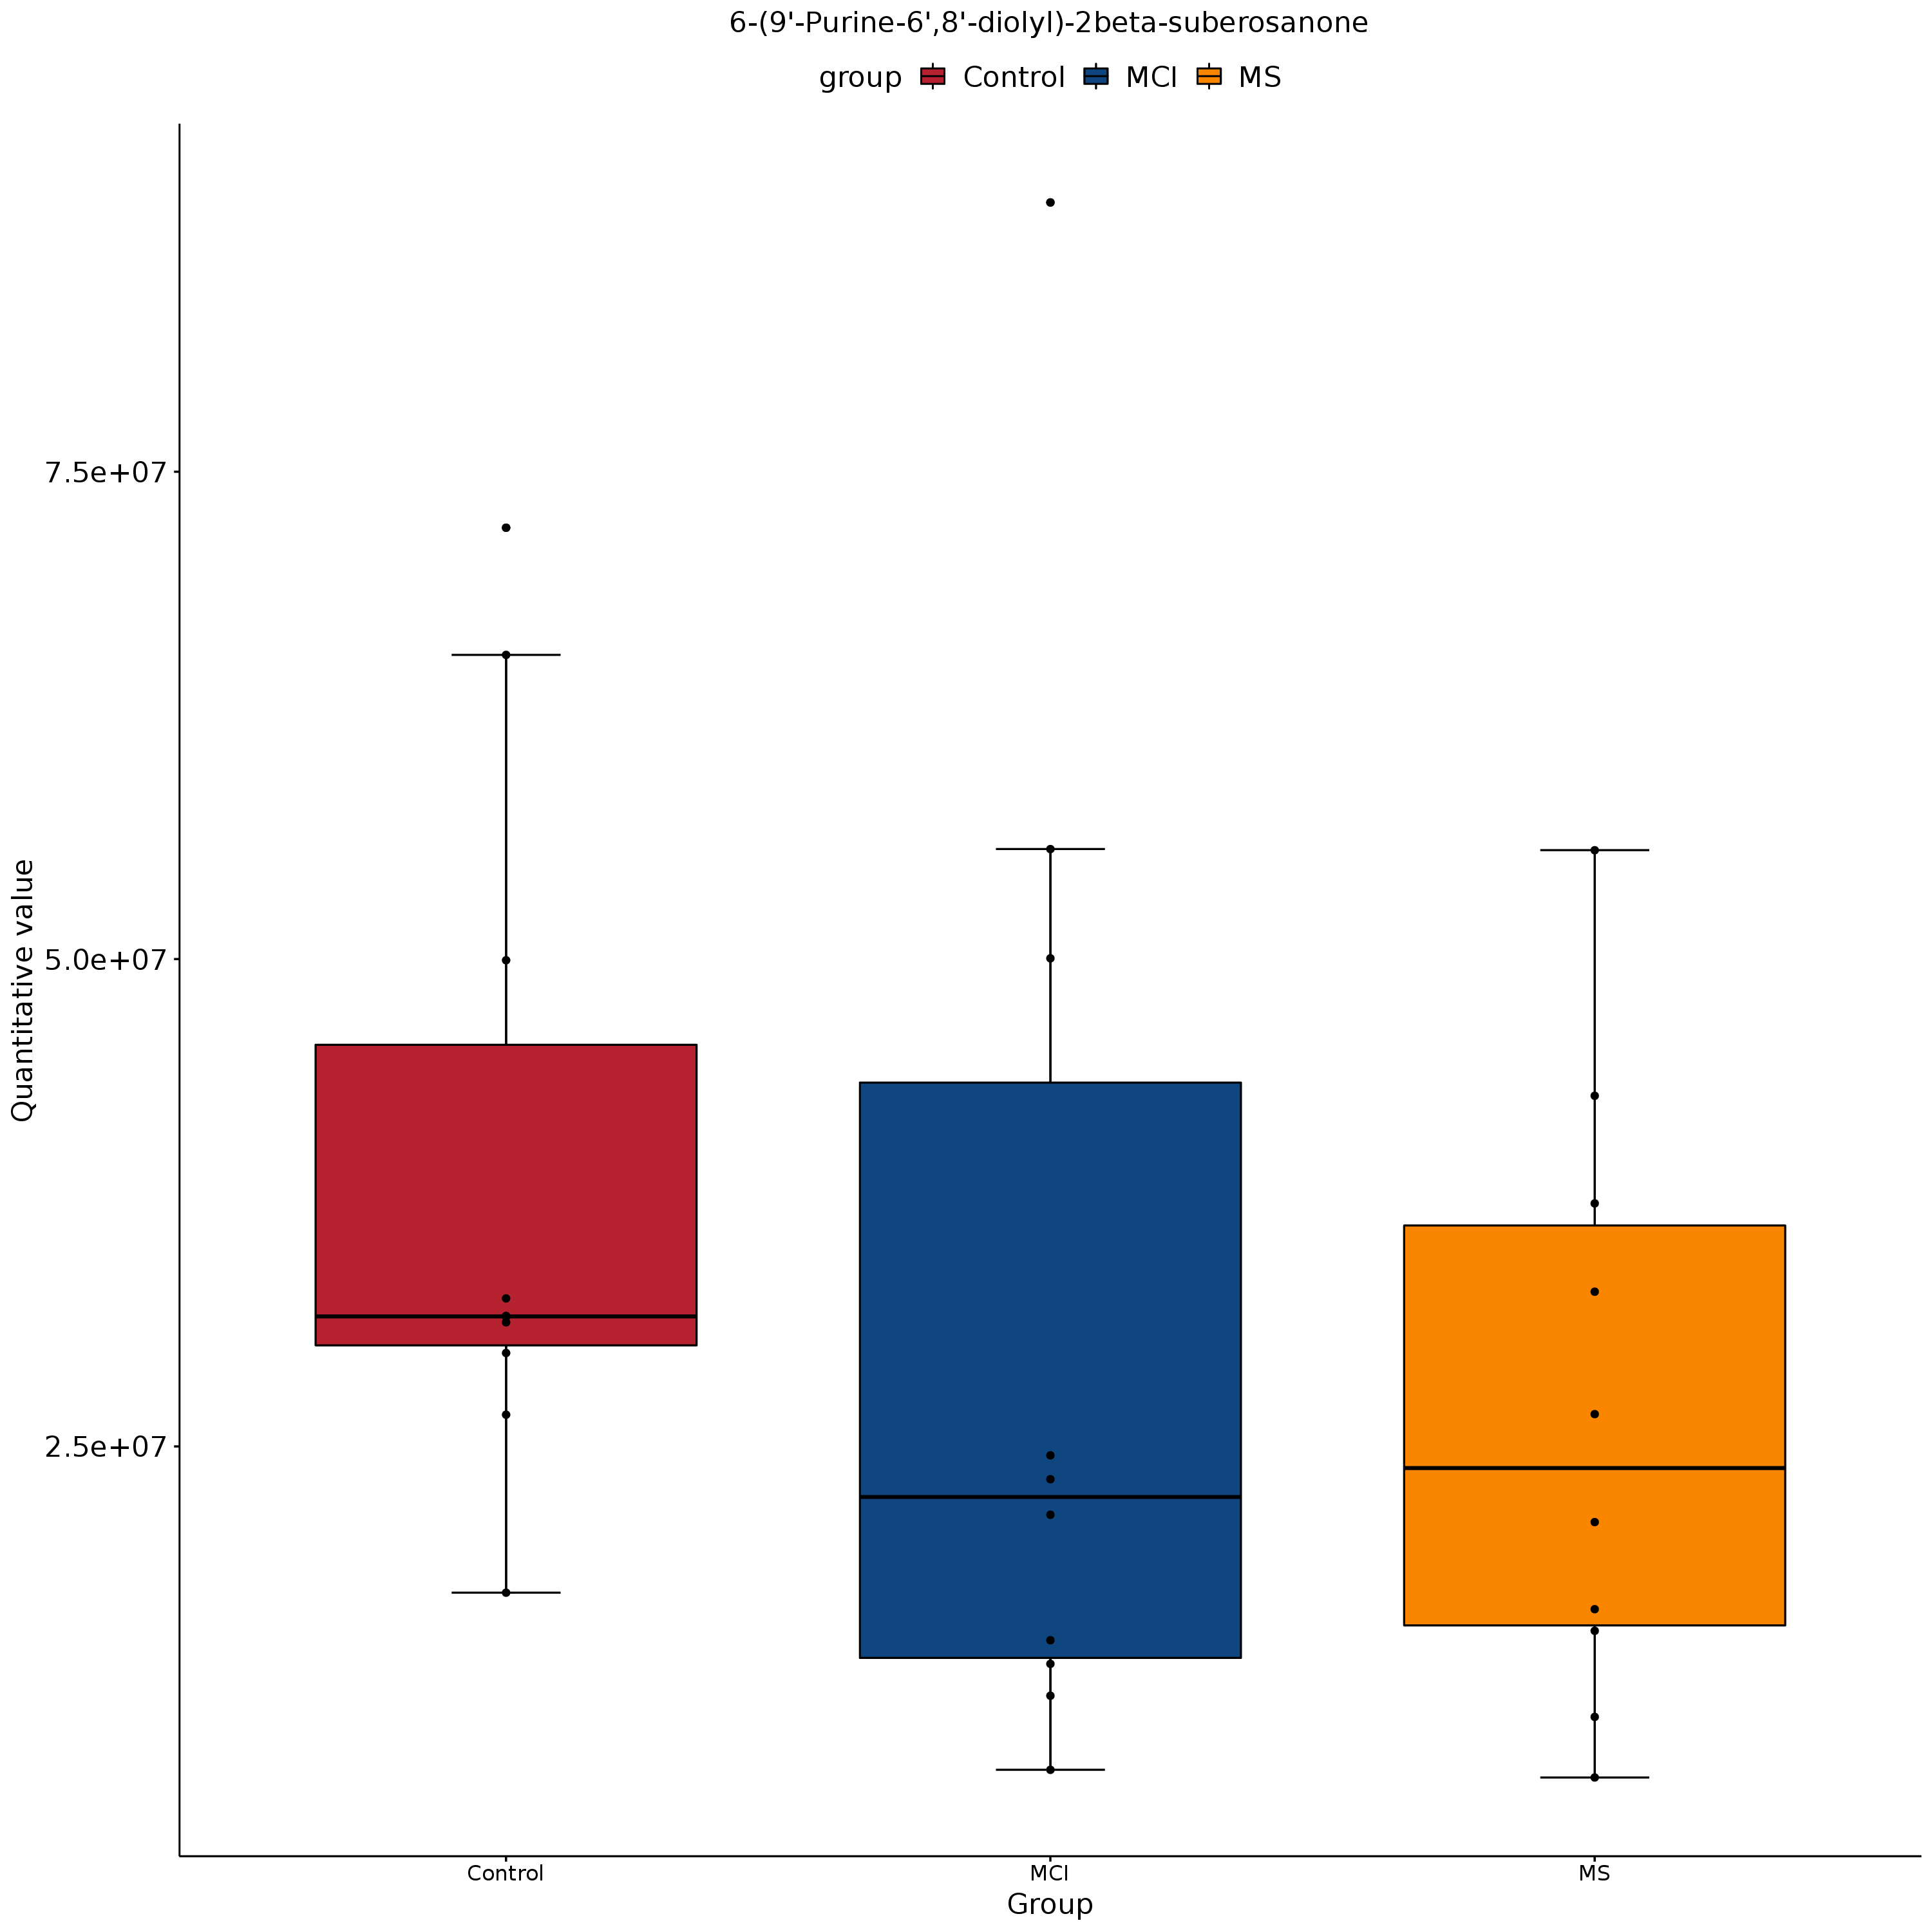 6-(9'-Purine-6',8'-diolyl)-2beta-suberosanone
group Control MCI MS
Quantitative value
7.5e+07
5.0e+07
2.5e+07
Control MCI MS
Group